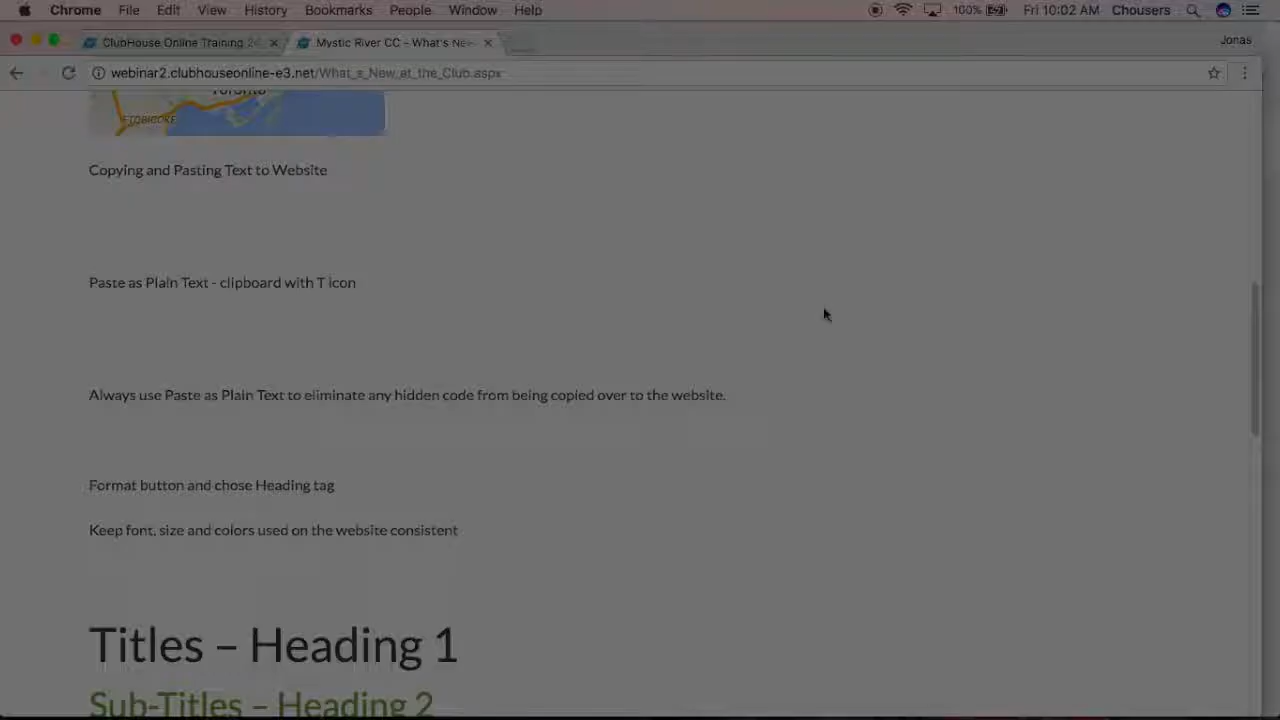 Chrome File Edit View History Bookmarks People Window Help 100% Fri 10:02 AM Chousers
ClubHouse Online Training 2 Mystic River CC - What's New Jonas
webinar2.clubhouseonline-e3.net/What_s_New_at_the_Club.aspx
TORONTO
ETOBICOKE
Copying and Pasting Text to Website
Paste as Plain Text - clipboard with T icon
Always use Paste as Plain Text to eliminate any hidden code from being copied over to the website.
Format button and chose Heading tag
Keep font, size and colors used on the website consistent
Titles – Heading 1
Sub-Titles – Heading 2